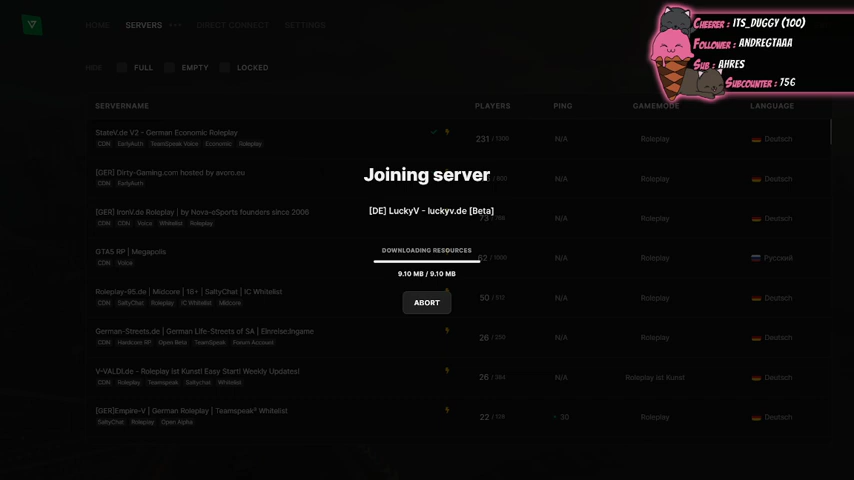 HOME SERVERS DIRECT CONNECT SETTINGS
CHEERER : ITS_DUGGY (100)
FOLLOWER : ANDREGTAAA
SUB : AHRES
SUBCOUNTER : 756
HIDE FULL EMPTY LOCKED
SERVERNAME PLAYERS PING GAMEMODE LANGUAGE
StateV.de V2 - German Economic Roleplay 231 / 1300 N/A Roleplay Deutsch
CDN EarlyAuth TeamSpeak Voice Economic Roleplay
Joining server
[GER] Dirty-Gaming.com hosted by avoro.eu N/A Roleplay Deutsch
CDN EarlyAuth
[DE] LuckyV - luckyv.de [Beta]
[GER] IronV.de Roleplay | by Nova-eSports founders since 2006 73 N/A Roleplay Deutsch
CDN CDN Voice Whitelist Roleplay
DOWNLOADING RESOURCES
GTA5 RP | Megapolis 62 / 1000 N/A Roleplay Русский
CDN Voice
9.10 MB / 9.10 MB
Roleplay-95.de | Midcore | 16+ | SaltyChat | IC Whitelist 50 N/A Roleplay Deutsch
CDN SaltyChat Roleplay IC Whitelist Midcore
ABORT
German-Streets.de | German Life-Streets of SA | Einreise:Ingame 26 N/A Roleplay Deutsch
CDN Hardcore RP Open Beta TeamSpeak Forum Account
V-VALDI.de - Roleplay ist Kunst! Easy Start! Weekly Updates! 26 N/A Roleplay ist Kunst Deutsch
CDN Roleplay Teamspeak Saltychat Whitelist
[GER]Empire-V | German Roleplay | Teamspeak³ Whitelist 22 < 30 Roleplay Deutsch
SaltyChat Roleplay Open Alpha